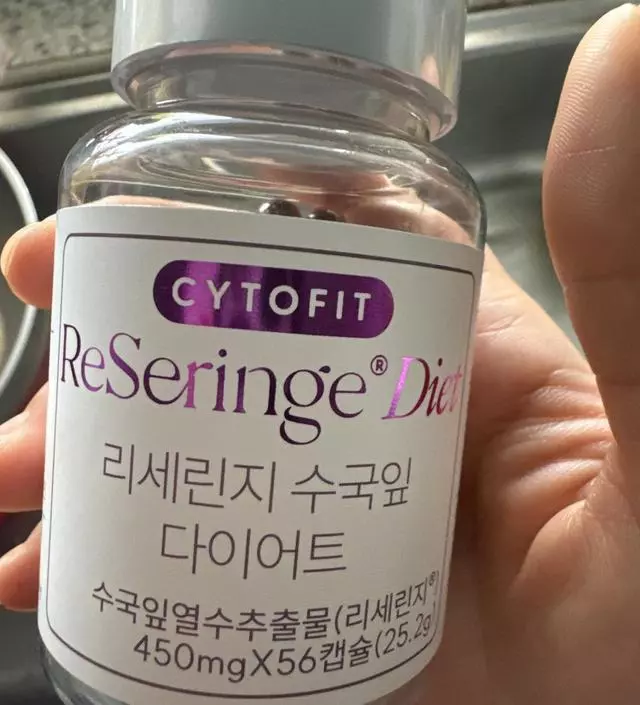 CYTOFIT
ReSeringe® Diet
리세린지 수국잎
다이어트
수국잎열수추출물(리세린지®)
450mgX56캡슐(25.2g)